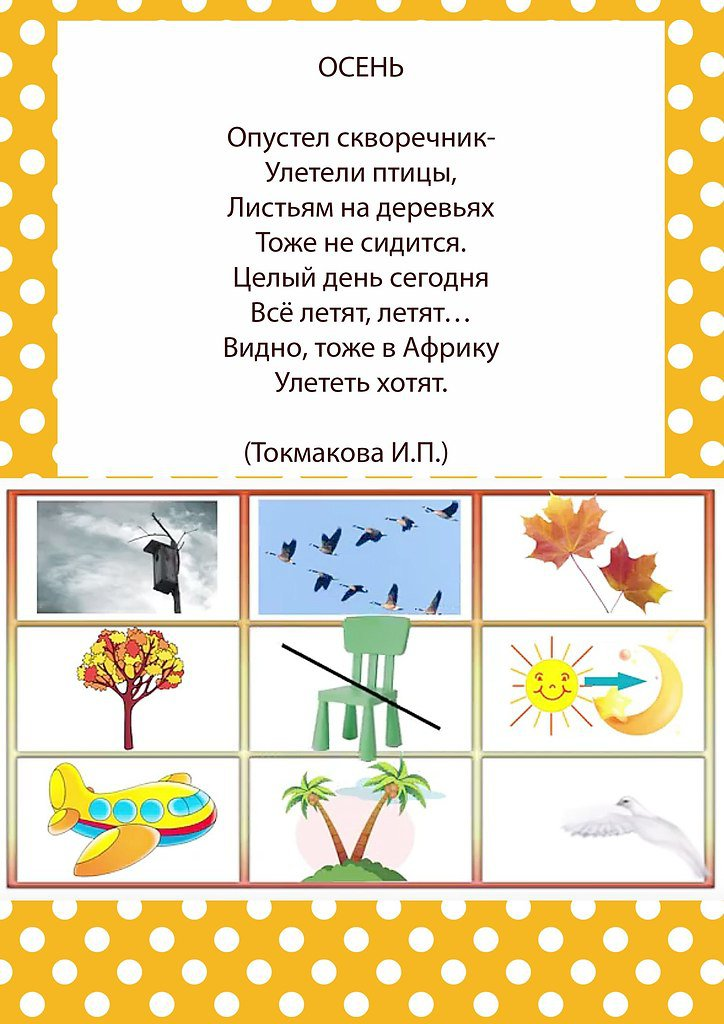 ОСЕНЬ
Опустел скворечник-
Улетели птицы,
Листьям на деревьях
Тоже не сидится.
Целый день сегодня
Всё летят, летят...
Видно, тоже в Африку
Улететь хотят.
(Токмакова И.П.)